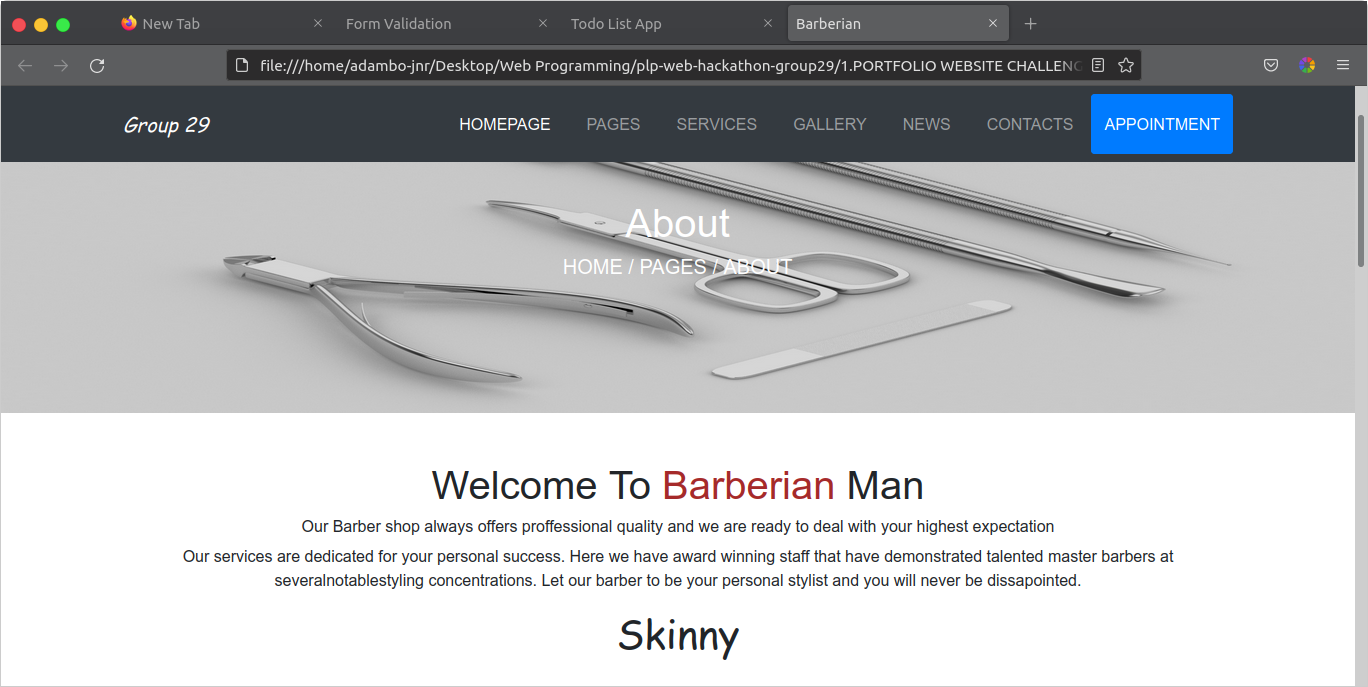 New Tab
Form Validation
Todo List App
Barberian
file:///home/adambo-jnr/Desktop/Web Programming/plp-web-hackathon-group29/1.PORTFOLIO WEBSITE CHALLENG
Group 29
HOMEPAGE
PAGES
SERVICES
GALLERY
NEWS
CONTACTS
APPOINTMENT
About
HOME / PAGES / ABOUT
Welcome To Barberian Man
Our Barber shop always offers proffessional quality and we are ready to deal with your highest expectation
Our services are dedicated for your personal success. Here we have award winning staff that have demonstrated talented master barbers at
severalnotablestyling concentrations. Let our barber to be your personal stylist and you will never be dissapointed.
Skinny